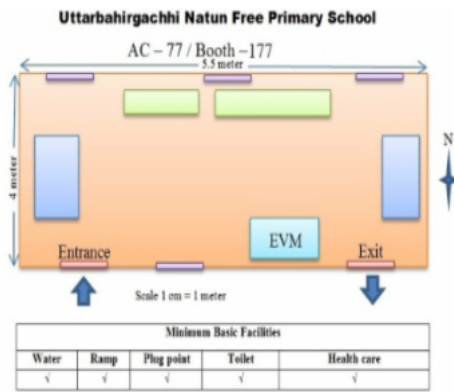 Uttarbahirgachhi Natun Free Primary School
AC – 77 / Booth –177
5.5 meter
4 meter
N
EVM
Entrance
Exit
Scale 1 cm = 1 meter
Minimum Basic Facilities
Water Ramp Plug point Toilet Health care
√ √ √ √ √